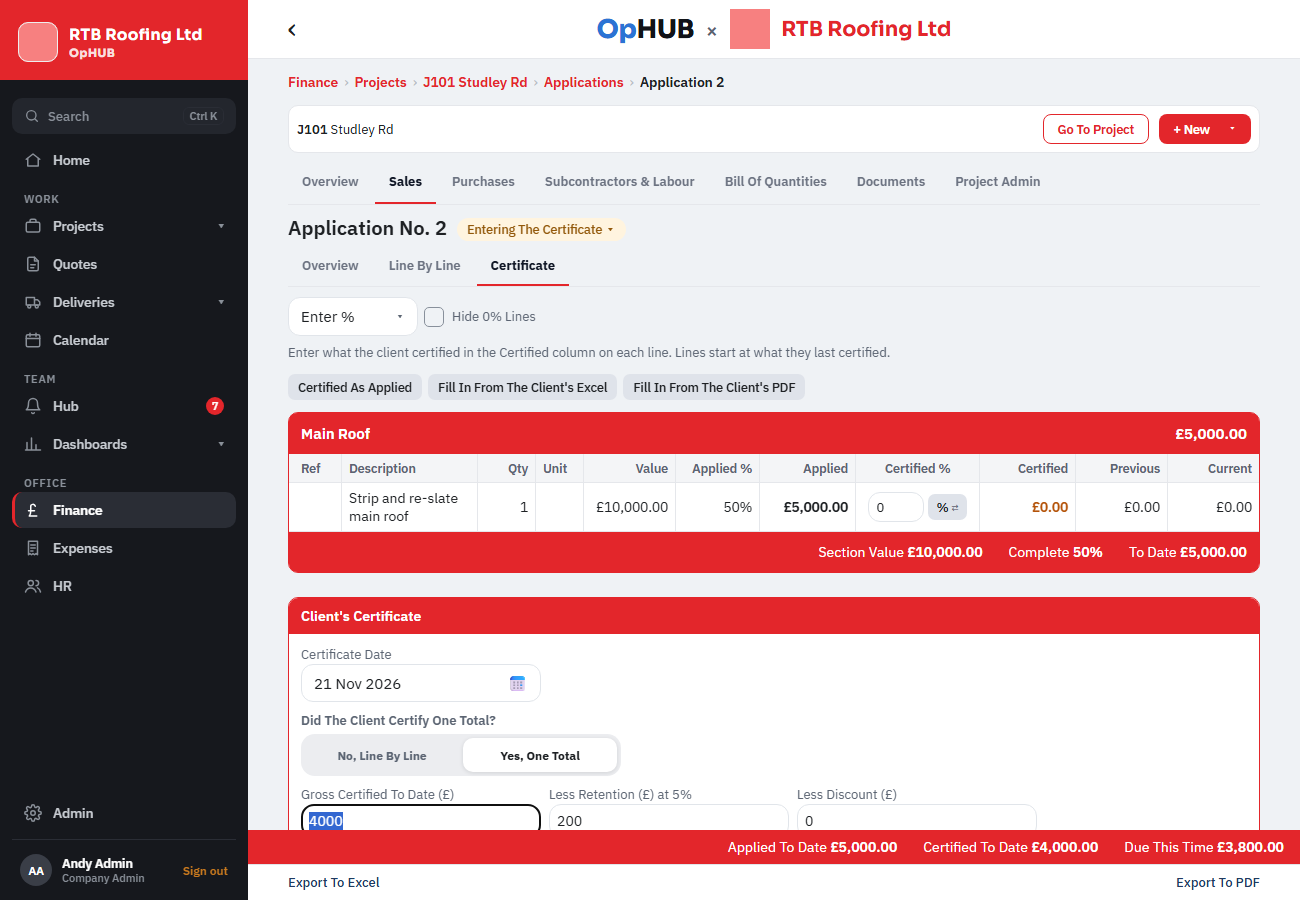 RTB Roofing Ltd
OpHUB
Search
Ctrl K
Home
WORK
Projects
Quotes
Deliveries
Calendar
TEAM
Hub
7
Dashboards
OFFICE
Finance
Expenses
HR
Admin
AA
Andy Admin
Company Admin
Sign out
OpHUB × RTB Roofing Ltd
Finance › Projects › J101 Studley Rd › Applications › Application 2
J101 Studley Rd
Go To Project
+ New
Overview Sales Purchases Subcontractors & Labour Bill Of Quantities Documents Project Admin
Application No. 2
Entering The Certificate
Overview Line By Line Certificate
Enter %
Hide 0% Lines
Enter what the client certified in the Certified column on each line. Lines start at what they last certified.
Certified As Applied
Fill In From The Client's Excel
Fill In From The Client's PDF
Main Roof £5,000.00
Ref Description Qty Unit Value Applied % Applied Certified % Certified Previous Current
Strip and re-slate
main roof
1 £10,000.00 50% £5,000.00 0 % £0.00 £0.00 £0.00
Section Value £10,000.00 Complete 50% To Date £5,000.00
Client's Certificate
Certificate Date
21 Nov 2026
Did The Client Certify One Total?
No, Line By Line
Yes, One Total
Gross Certified To Date (£) Less Retention (£) at 5% Less Discount (£)
4000 200 0
Applied To Date £5,000.00 Certified To Date £4,000.00 Due This Time £3,800.00
Export To Excel
Export To PDF